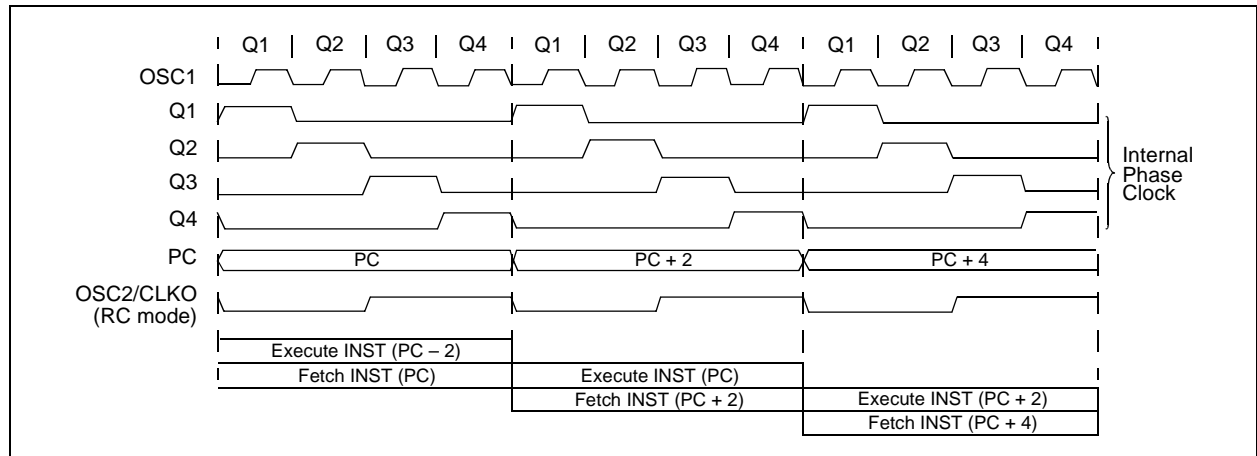 Q1 Q2 Q3 Q4 Q1 Q2 Q3 Q4 Q1 Q2 Q3 Q4
OSC1
Q1
Q2
Q3
Q4
Internal
Phase
Clock
PC PC PC + 2 PC + 4
OSC2/CLKO
(RC mode)
Execute INST (PC – 2)
Fetch INST (PC) Execute INST (PC)
Fetch INST (PC + 2) Execute INST (PC + 2)
Fetch INST (PC + 4)